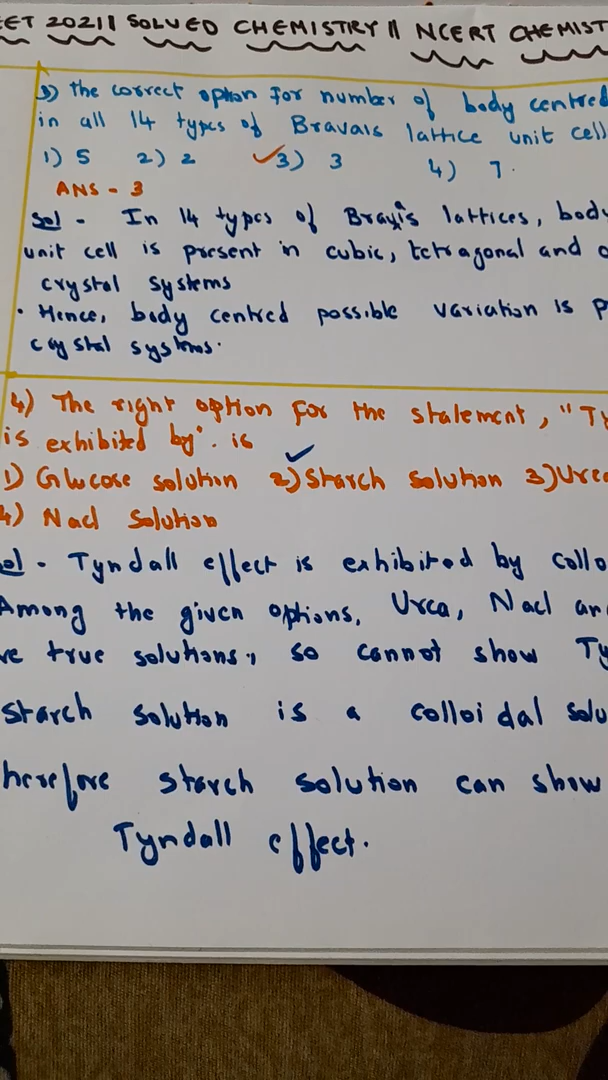 EET 2021 || SOLVED CHEMISTRY || NCERT CHEMIST
3) The correct option for number of body centred
in all 14 types of Bravais lattice unit cell
1) 5 2) 2 3) 3 4) 7.
ANS - 3
Sol - In 14 types of Bravais lattices, body
unit cell is present in cubic, tetragonal and o
crystal systems
• Hence, body centred possible variation is p
crystal systems.
4) The right option for the statement, "Ty
is exhibited by". is
1) Glucose solution 2) Starch solution 3) Urea
4) Nacl Solution
ol - Tyndall effect is exhibited by collo
Among the given options, Urea, Nacl an
re true solutions, so cannot show Ty
starch solution is a colloidal solu
herefore starch solution can show
Tyndall effect.